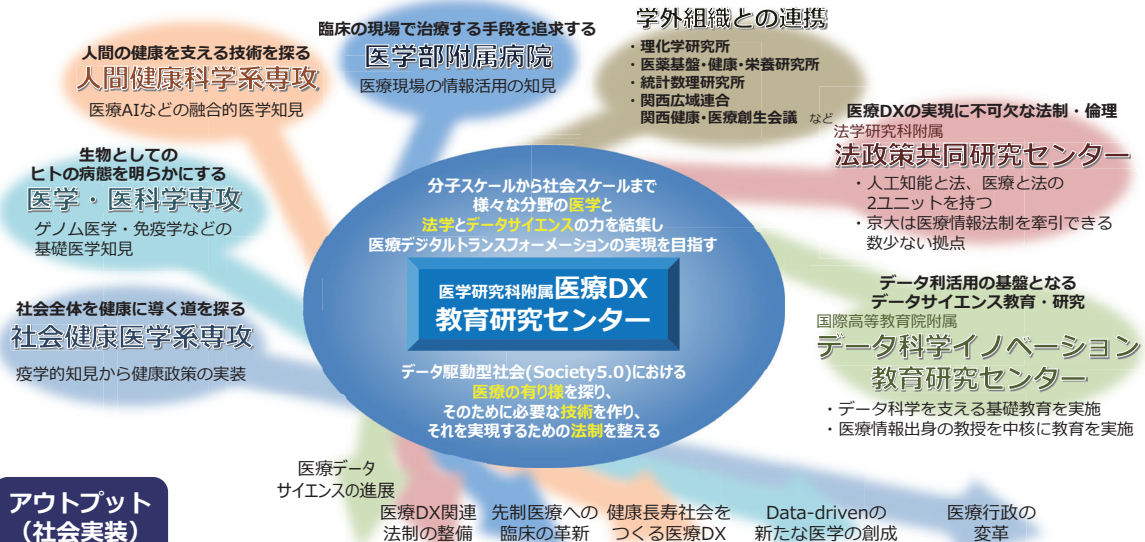 臨床の現場で治療する手段を追求する
医学部附属病院
医療現場の情報活用の知見
学外組織との連携
・理化学研究所
・医薬基盤・健康・栄養研究所
・統計数理研究所
・関西広域連合
関西健康・医療創生会議 など
人間の健康を支える技術を探る
人間健康科学系専攻
医療AIなどの融合的医学知見
医療DXの実現に不可欠な法制・倫理
法学研究科附属
法政策共同研究センター
・人工知能と法、医療と法の
2ユニットを持つ
・京大は医療情報法制を牽引できる
数少ない拠点
生物としての
ヒトの病態を明らかにする
医学・医科学専攻
ゲノム医学・免疫学などの
基礎医学知見
分子スケールから社会スケールまで
様々な分野の医学と
法学とデータサイエンスの力を結集し
医療デジタルトランスフォーメーションの実現を目指す
医学研究科附属医療DX
教育研究センター
データ駆動型社会(Society5.0)における
医療の有り様を探り、
そのために必要な技術を作り、
それを実現するための法制を整える
データ利活用の基盤となる
データサイエンス教育・研究
国際高等教育院附属
データ科学イノベーション
教育研究センター
・データ科学を支える基礎教育を実施
・医療情報出身の教授を中核に教育を実施
社会全体を健康に導く道を探る
社会健康医学系専攻
疫学的知見から健康政策の実装
アウトプット
（社会実装）
医療データ
サイエンスの進展
医療DX関連
法制の整備
先制医療への
臨床の革新
健康長寿社会を
つくる医療DX
Data-drivenの
新たな医学の創成
医療行政の
変革